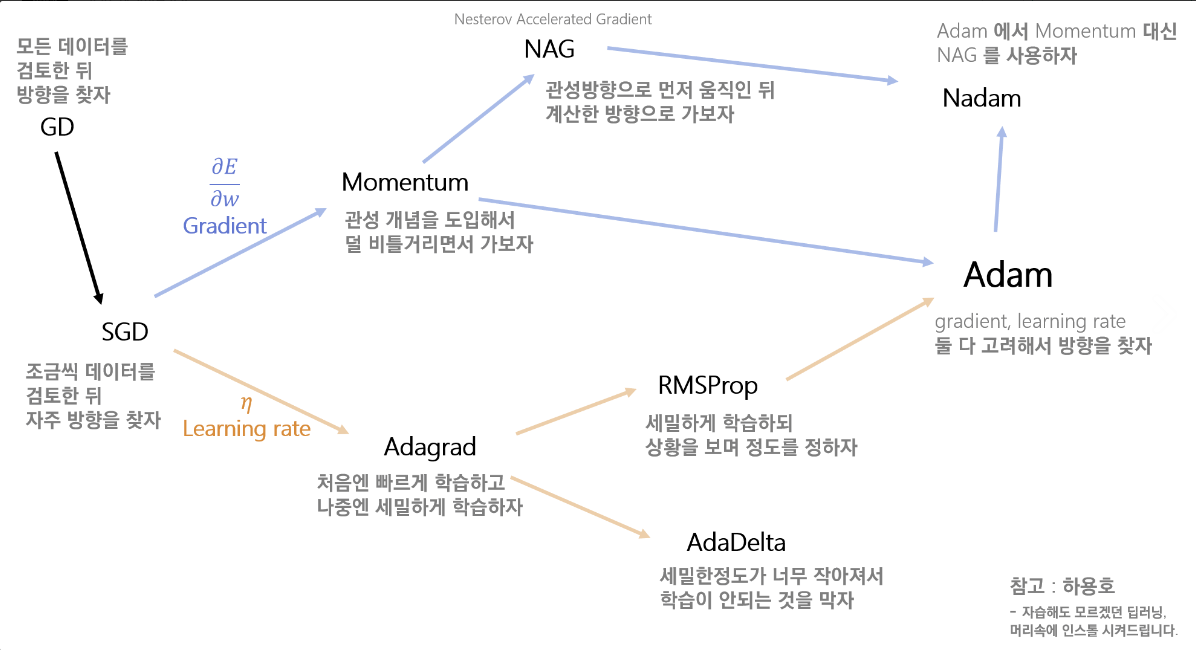 모든 데이터를
검토한 뒤
방향을 찾자
GD
SGD
조금씩 데이터를
검토한 뒤
자주 방향을 찾자
∂E
∂w
Gradient
Momentum
관성 개념을 도입해서
덜 비틀거리면서 가보자
Nesterov Accelerated Gradient
NAG
관성방향으로 먼저 움직인 뒤
계산한 방향으로 가보자
Adam 에서 Momentum 대신
NAG 를 사용하자
Nadam
Adam
gradient, learning rate
둘 다 고려해서 방향을 찾자
η
Learning rate
Adagrad
처음엔 빠르게 학습하고
나중엔 세밀하게 학습하자
RMSProp
세밀하게 학습하되
상황을 보며 정도를 정하자
AdaDelta
세밀한정도가 너무 작아져서
학습이 안되는 것을 막자
참고 : 하용호
- 자습해도 모르겠던 딥러닝,
머리속에 인스톨 시켜드립니다.